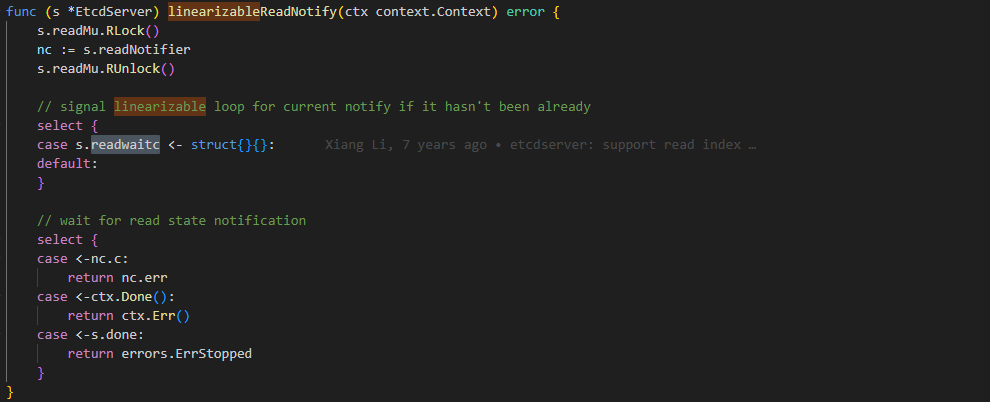 func (s *EtcdServer) linearizableReadNotify(ctx context.Context) error {
s.readMu.RLock()
nc := s.readNotifier
s.readMu.RUnlock()
// signal linearizable loop for current notify if it hasn't been already
select {
case s.readwaitc <- struct{}{}: Xiang Li, 7 years ago • etcdserver: support read index …
default:
}
// wait for read state notification
select {
case <-nc.c:
return nc.err
case <-ctx.Done():
return ctx.Err()
case <-s.done:
return errors.ErrStopped
}
}